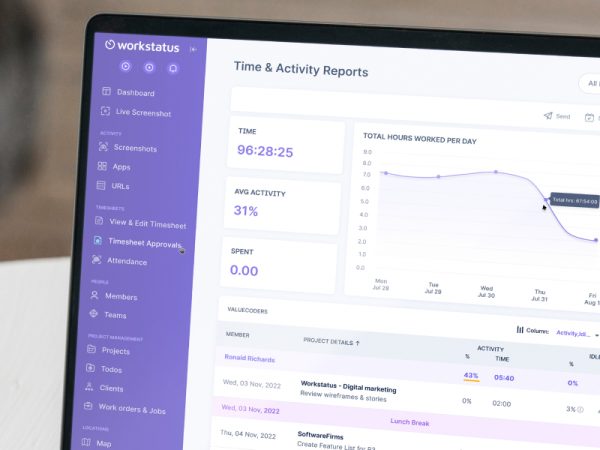 workstatus
Dashboard
Live Screenshot
ACTIVITY
Screenshots
Apps
URLs
TIMESHEETS
View & Edit Timesheet
Timesheet Approvals
Attendance
PEOPLE
Members
Teams
PROJECT MANAGEMENT
Projects
Todos
Clients
Work orders & Jobs
LOCATIONS
Map
Time & Activity Reports
All
Send
TIME
96:28:25
AVG ACTIVITY
31%
SPENT
0.00
TOTAL HOURS WORKED PER DAY
9.0
8.0
7.0
6.0
5.0
4.0
3.0
2.0
1.0
0.0
Total hrs: 67:54:00
Mon
Jul 28
Tue
Jul 29
Wed
Jul 30
Thu
Jul 31
Fri
Aug 1
VALUECODERS
Column: Activity,Idl...
MEMBER
PROJECT DETAILS ↑
ACTIVITY
% TIME
%
Ronald Richards
43% 05:40 0%
Wed, 03 Nov, 2022
Workstatus - Digital marketing
Review wireframes & stories
0% 02:00 3%
Wed, 03 Nov, 2022 Lunch Break
Thu, 04 Nov, 2022
SoftwareFirms
Create Feature List for